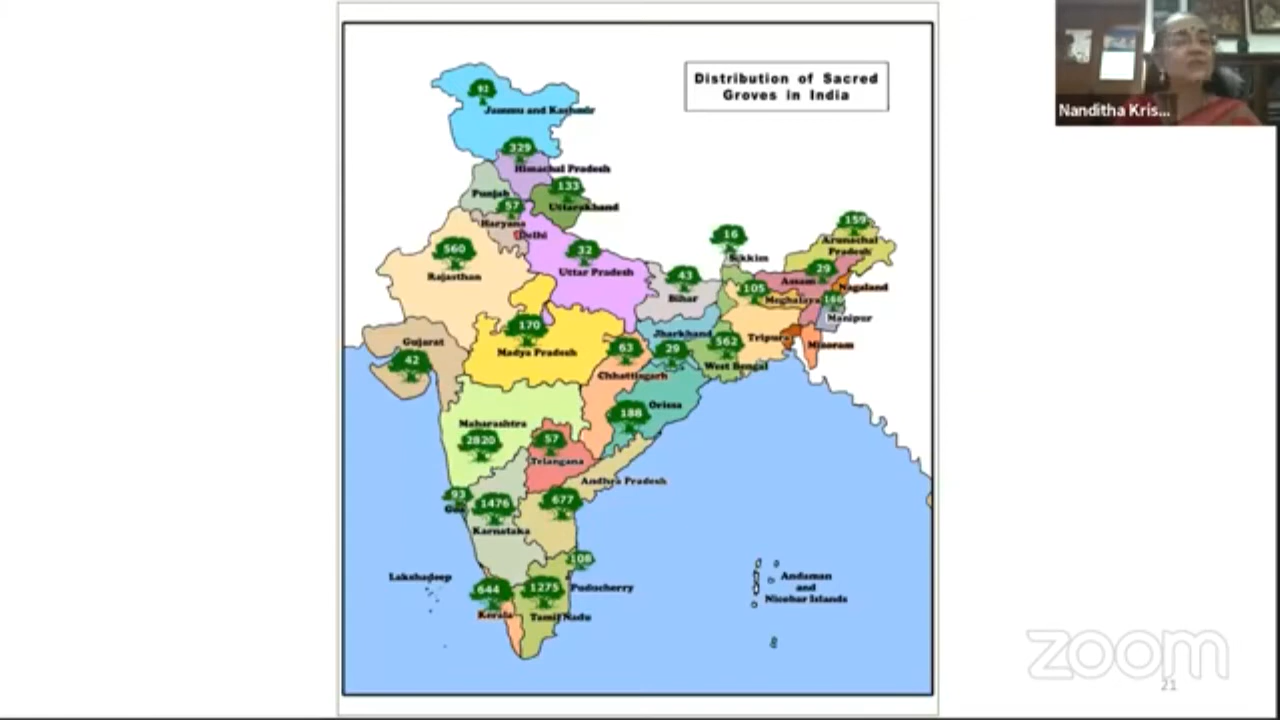 Distribution of Sacred
Groves in India
Nanditha Kris...
Jammu and Kashmir
329
Himachal Pradesh
133
Uttarakhand
Punjab
57
Haryana
Delhi
560
Rajasthan
32
Uttar Pradesh
16
Sikkim
159
Arunachal
Pradesh
43
Bihar
29
Assam
Nagaland
105
Meghalaya
166
Manipur
170
Madya Pradesh
Gujarat
42
63
Chhattisgarh
Jharkhand
29
562
West Bengal
Tripura
Mizoram
188
Orissa
Maharashtra
2820
57
Telangana
Andhra Pradesh
93
Goa
1476
Karnataka
677
108
Puducherry
Lakshadeep
644
Kerala
1275
Tamil Nadu
Andaman
and
Nicobar Islands
zoom
21